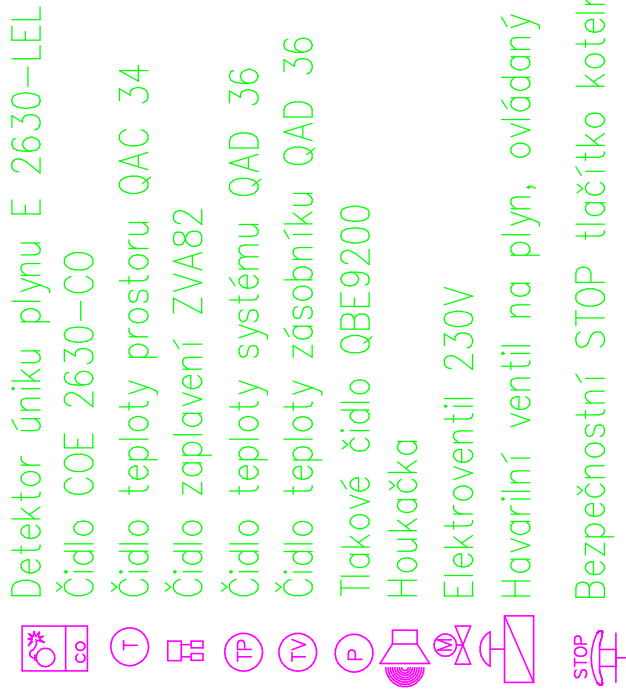 Detektor úniku plynu E 2630-LEL
CO Čidlo COE 2630-CO
T Čidlo teploty prostoru QAC 34
Čidlo zaplavení ZVA82
TP Čidlo teploty systému QAD 36
TV Čidlo teploty zásobníku QAD 36
P Tlakové čidlo QBE9200
Houkačka
M Elektroventil 230V
Havarilní ventil na plyn, ovládaný
STOP Bezpečnostní STOP tlačítko